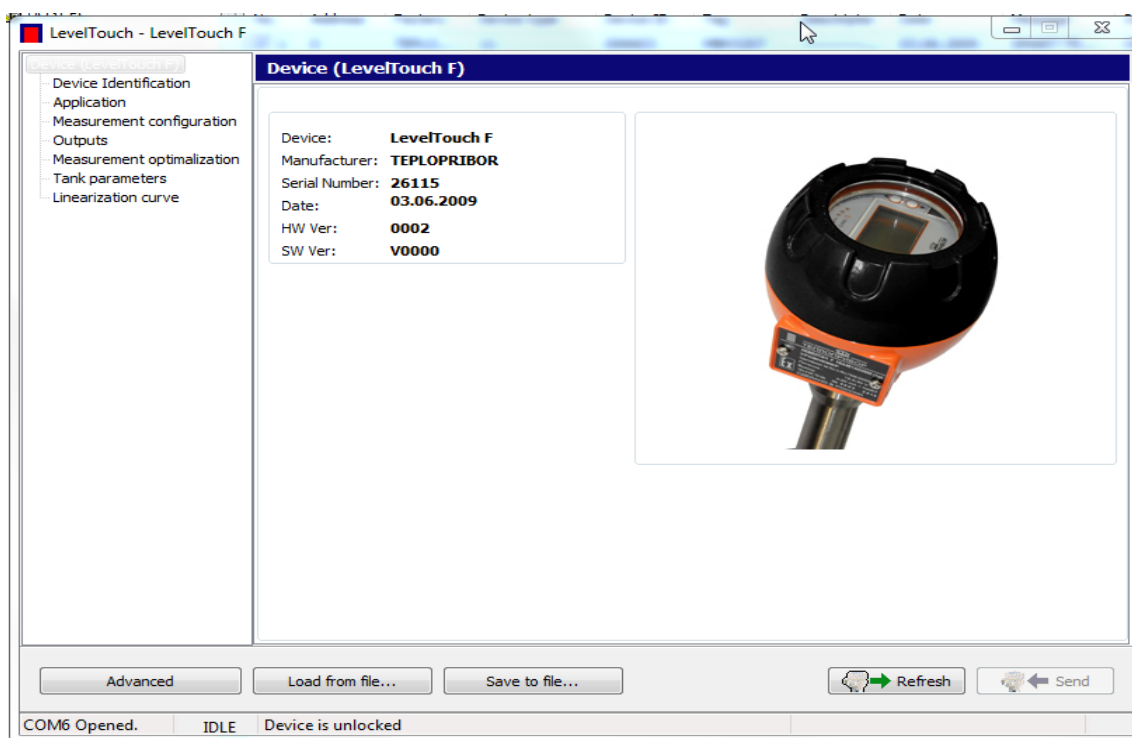 LevelTouch - LevelTouch F
Device (LevelTouch F)
Device Identification
Application
Measurement configuration
Outputs
Measurement optimalization
Tank parameters
Linearization curve
Device (LevelTouch F)
Device: LevelTouch F
Manufacturer: TEPLOPRIBOR
Serial Number: 26115
Date: 03.06.2009
HW Ver: 0002
SW Ver: V0000
Advanced
Load from file...
Save to file...
Refresh
Send
COM6 Opened.
IDLE
Device is unlocked